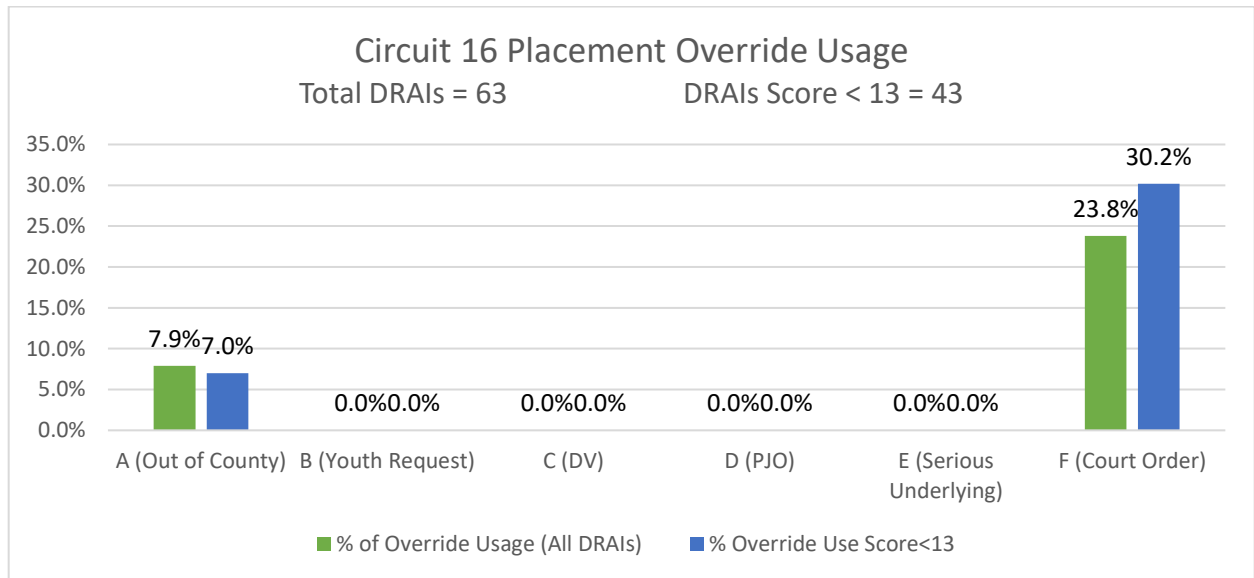 Circuit 16 Placement Override Usage
Total DRAIs = 63 DRAIs Score < 13 = 43
35.0%
30.0%
25.0%
20.0%
15.0%
10.0%
5.0%
0.0%
7.9% 7.0%
0.0% 0.0%
0.0% 0.0%
0.0% 0.0%
0.0% 0.0%
23.8% 30.2%
A (Out of County) B (Youth Request) C (DV) D (PJO) E (Serious F (Court Order)
Underlying)
% of Override Usage (All DRAIs) % Override Use Score<13